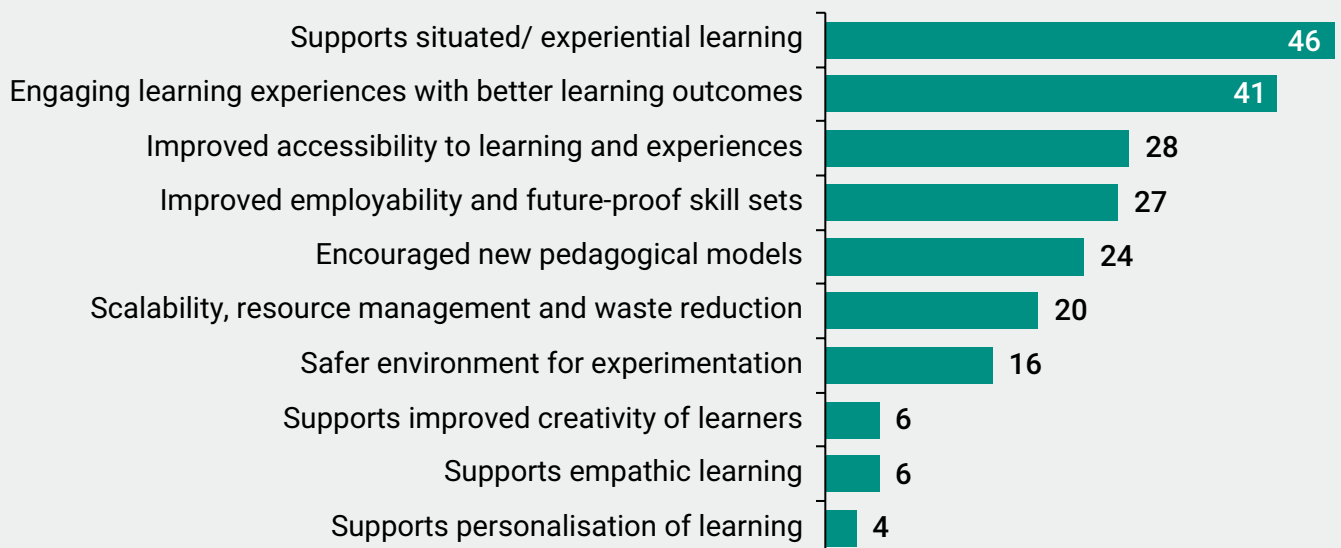 Supports situated/ experiential learning 46
Engaging learning experiences with better learning outcomes 41
Improved accessibility to learning and experiences 28
Improved employability and future-proof skill sets 27
Encouraged new pedagogical models 24
Scalability, resource management and waste reduction 20
Safer environment for experimentation 16
Supports improved creativity of learners 6
Supports empathic learning 6
Supports personalisation of learning 4